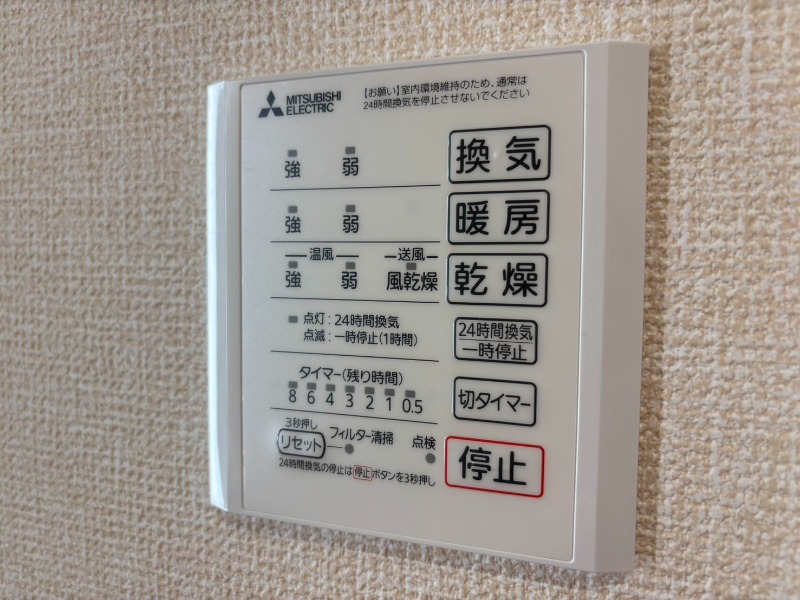 MITSUBISHI
ELECTRIC
【お願い】室内環境維持のため、通常は
24時間換気を停止させないでください
強 弱 換気
強 弱 暖房
温風 送風
強 弱 風乾燥 乾燥
点灯:24時間換気
点滅:一時停止(1時間)
24時間換気
一時停止
タイマー(残り時間)
8 6 4 3 2 1 0.5
切タイマー
3秒押し
リセット フィルター清掃 点検
24時間換気の停止は停止ボタンを3秒押し
停止